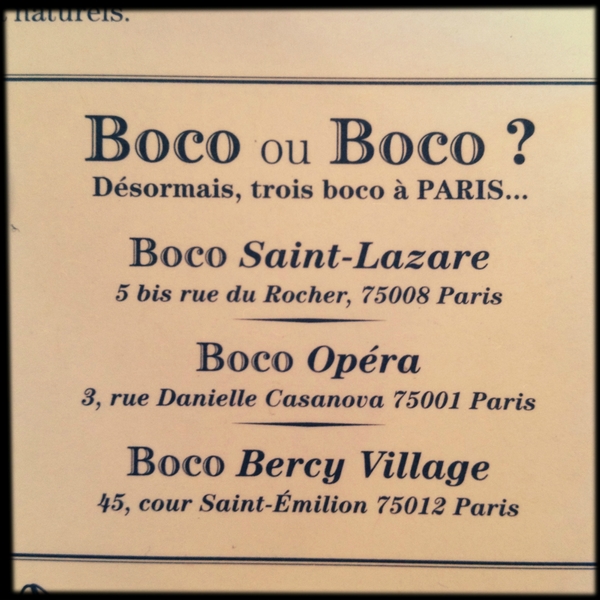 naturels.
Boco ou Boco ?
Désormais, trois boco à PARIS...
Boco Saint-Lazare
5 bis rue du Rocher, 75008 Paris
Boco Opéra
3, rue Danielle Casanova 75001 Paris
Boco Bercy Village
45, cour Saint-Émilion 75012 Paris